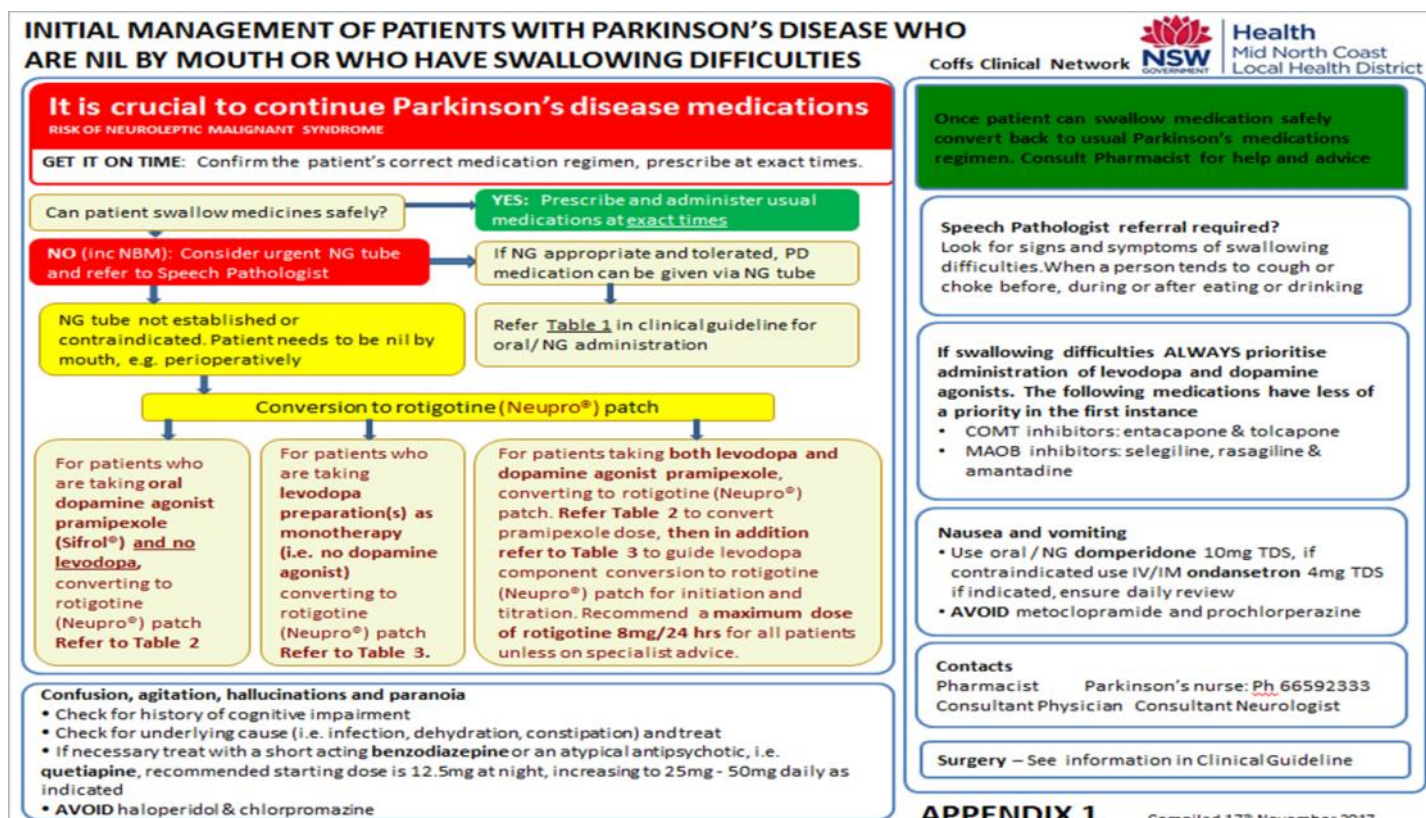 INITIAL MANAGEMENT OF PATIENTS WITH PARKINSON'S DISEASE WHO
ARE NIL BY MOUTH OR WHO HAVE SWALLOWING DIFFICULTIES
Coffs Clinical Network
NSW
GOVERNMENT
Health
Mid North Coast
Local Health District
It is crucial to continue Parkinson's disease medications
RISK OF NEUROLEPTIC MALIGNANT SYNDROME
GET IT ON TIME: Confirm the patient's correct medication regimen, prescribe at exact times.
Can patient swallow medicines safely?
YES: Prescribe and administer usual
medications at exact times
NO (inc NBM): Consider urgent NG tube
and refer to Speech Pathologist
If NG appropriate and tolerated, PD
medication can be given via NG tube
NG tube not established or
contraindicated. Patient needs to be nil by
mouth, e.g. perioperatively
Refer Table 1 in clinical guideline for
oral/ NG administration
Conversion to rotigotine (Neupro®) patch
For patients who
are taking oral
dopamine
agonist
pramipexole
(Sifrol®) and no
levodopa,
converting to
rotigotine
(Neupro®) patch
Refer to Table 2
For patients who
are taking
levodopa
preparation(s) as
monotherapy
(i.e. no dopamine
agonist)
converting to
rotigotine
(Neupro®) patch
Refer to Table 3.
For patients taking both levodopa and
dopamine agonist pramipexole,
converting to rotigotine (Neupro®)
patch. Refer Table 2 to convert
pramipexole dose, then in addition
refer to Table 3 to guide levodopa
component conversion to rotigotine
(Neupro®) patch for initiation and
titration. Recommend a maximum dose
of rotigotine 8mg/24 hrs for all patients
unless on specialist advice.
Confusion, agitation, hallucinations and paranoia
• Check for history of cognitive impairment
• Check for underlying cause (i.e. infection, dehydration, constipation) and treat
• If necessary treat with a short acting benzodiazepine or an atypical antipsychotic, i.e.
quetiapine, recommended starting dose is 12.5mg at night, increasing to 25mg - 50mg daily as
indicated
• AVOID haloperidol & chlorpromazine
Once patient can swallow medication safely
convert back to usual Parkinson's medications
regimen. Consult Pharmacist for help and advice
Speech Pathologist referral required?
Look for signs and symptoms of swallowing
difficulties.When a person tends to cough or
choke before, during or after eating or drinking
If swallowing difficulties ALWAYS prioritise
administration of levodopa and dopamine
agonists. The following medications have less of
a priority in the first instance
• COMT inhibitors: entacapone & tolcapone
• MAOB inhibitors: selegiline, rasagiline &
amantadine
Nausea and vomiting
• Use oral / NG domperidone 10mg TDS, if
contraindicated use IV/IM ondansetron 4mg TDS
if indicated, ensure daily review
• AVOID metoclopramide and prochlorperazine
Contacts
Pharmacist Parkinson's nurse: Ph 66592333
Consultant Physician Consultant Neurologist
Surgery – See information in Clinical Guideline
APPENDIX 1
Compiled 17th November 2017